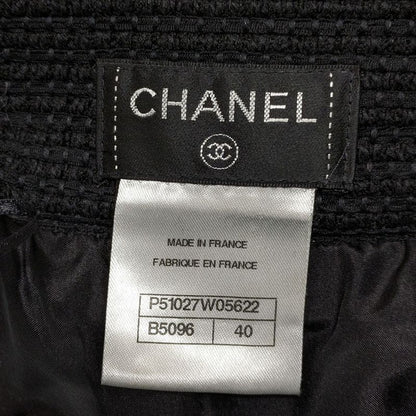 CHANEL
MADE IN FRANCE
FABRIQUE EN FRANCE
P51027W05622
B5096 40